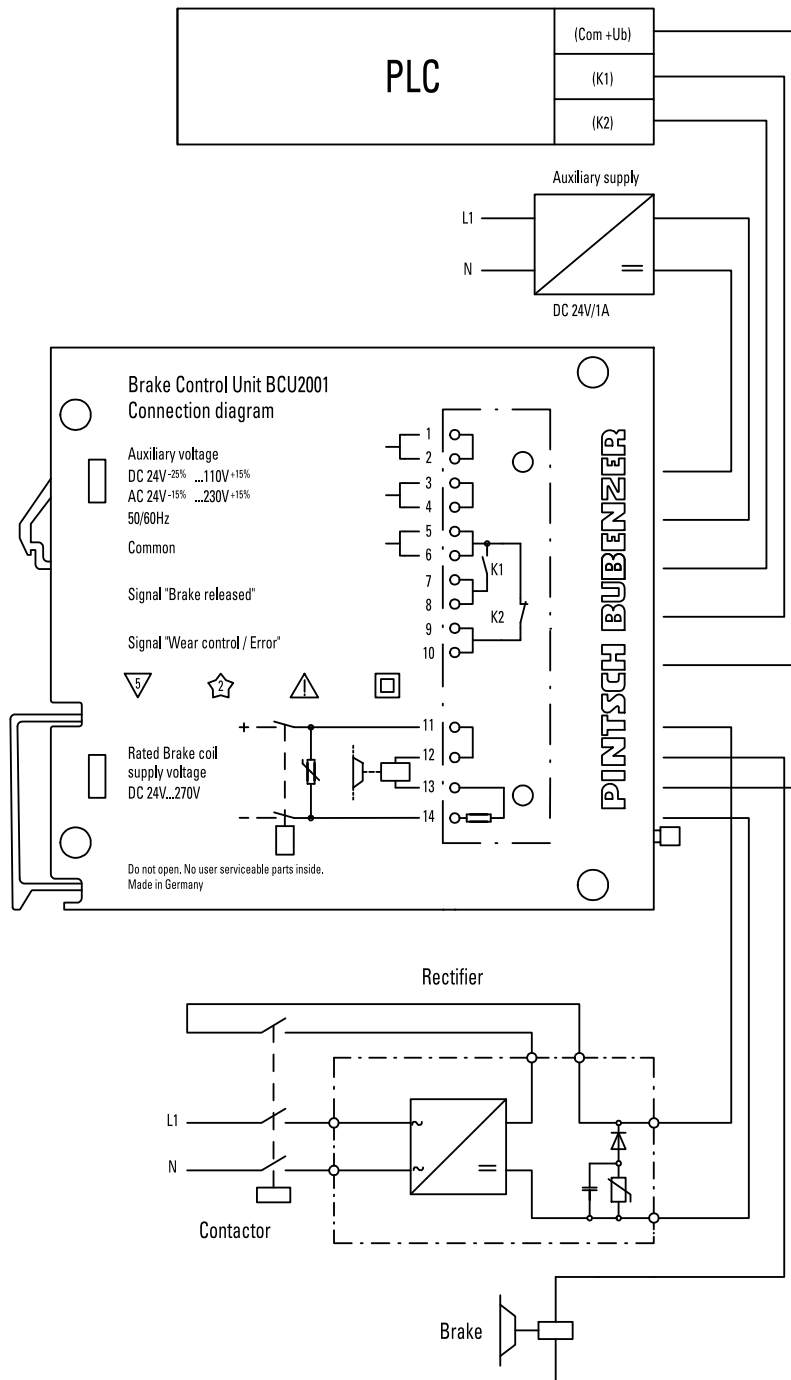 PLC
(Com +Ub)
(K1)
(K2)
Auxiliary supply
L1
N
DC 24V/1A
Brake Control Unit BCU2001
Connection diagram
Auxiliary voltage
DC 24V -25% ...110V +15%
AC 24V -15% ...230V +15%
50/60Hz
Common
Signal "Brake released"
Signal "Wear control / Error"
5
2
!
Rated Brake coil
supply voltage
DC 24V...270V
Do not open. No user serviceable parts inside.
Made in Germany
+
-
1
2
3
4
5
6
7
8
9
10
11
12
13
14
K1
K2
PINTSCH BUBENZER
Rectifier
L1
N
~
~
Contactor
Brake